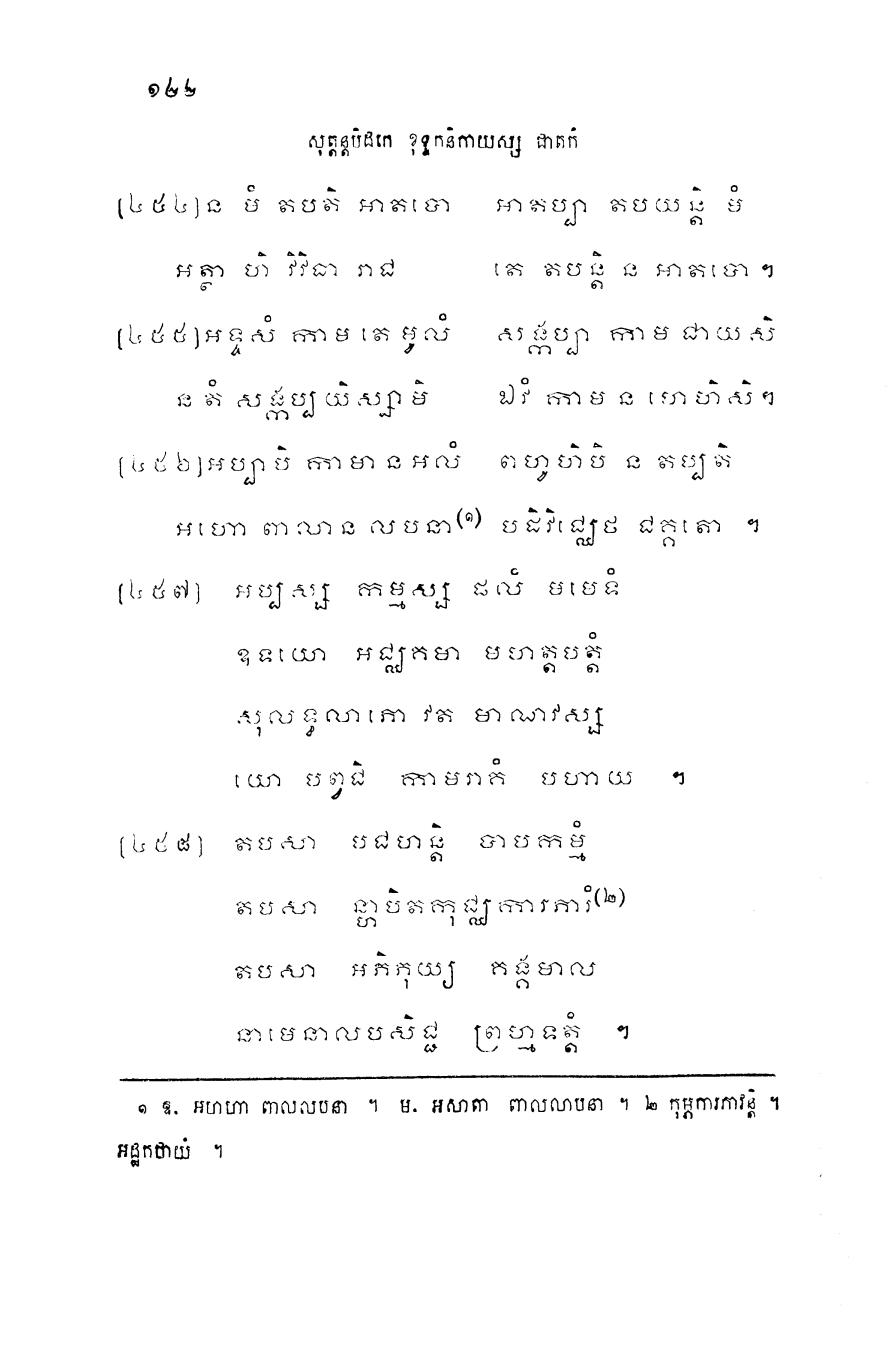 ១៤៤
សុត្តន្តបិដកេ ខុទ្ទកនិកាយស្ស ជាតកំ
[៤៥៤] ន មំ តបតិ អាតបោ អាតប្បា តបយន្តិ មំ
អត្ថា ហិ វិវិធា រាជ តេ តបន្តិ ន អាតបោ ។
[៤៥៥] អទ្ទសំ កាម តេ មូលំ សង្កប្បា កាម ជាយសិ
ន តំ សង្កប្បយិស្សាមិ ឯវំ កាម ន ហោហិសិ ។
[៤៥៦] អប្បាបិ កាមា ន អលំ ពហូហិបិ ន តប្បតិ
អហោ ពាលាន លបនា(១) បដិវិជ្ឈេថ ជគ្គតោ ។
[៤៥៧] អប្បស្ស កម្មស្ស ផលំ មមេទំ
ឧទយោ អជ្ឈគមា មហត្តបត្តំ
សុលទ្ធលាភោ វត មាណវស្ស
យោ បព្វជិ កាមរាគំ បហាយ ។
[៤៥៨] តបសា បជហន្តិ បាបកម្មំ
តបសា ន្ហាបិតកុជ្ឈការភារំ(២)
តបសា អភិភុយ្យ គង្គមាល
នាមេនាលបសិជ្ជ ព្រហ្មទត្តំ ។
១ ឱ. អហហា ពាលលបនា ។ ម. អសាតា ពាលលាបនា ។ ២ កុម្ភការភាវន្តិ ។
អដ្ឋកថាយំ ។